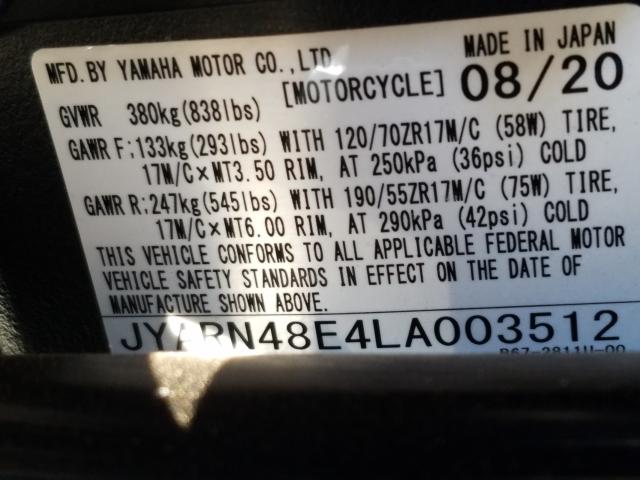 MFD. BY YAMAHA MOTOR CO., LTD.
MADE IN JAPAN
GVWR 380kg(838lbs) [MOTORCYCLE] 08/20
GAWR F:133kg(293lbs) WITH 120/70ZR17M/C (58W) TIRE,
17M/C×MT3.50 RIM, AT 250kPa (36psi) COLD
GAWR R:247kg(545lbs) WITH 190/55ZR17M/C (75W) TIRE,
17M/C×MT6.00 RIM, AT 290kPa (42psi) COLD
THIS VEHICLE CONFORMS TO ALL APPLICABLE FEDERAL MOTOR
VEHICLE SAFETY STANDARDS IN EFFECT ON THE DATE OF
MANUFACTURE SHOWN ABOVE.
JYARN48E4LA003512
B67-2811U-00